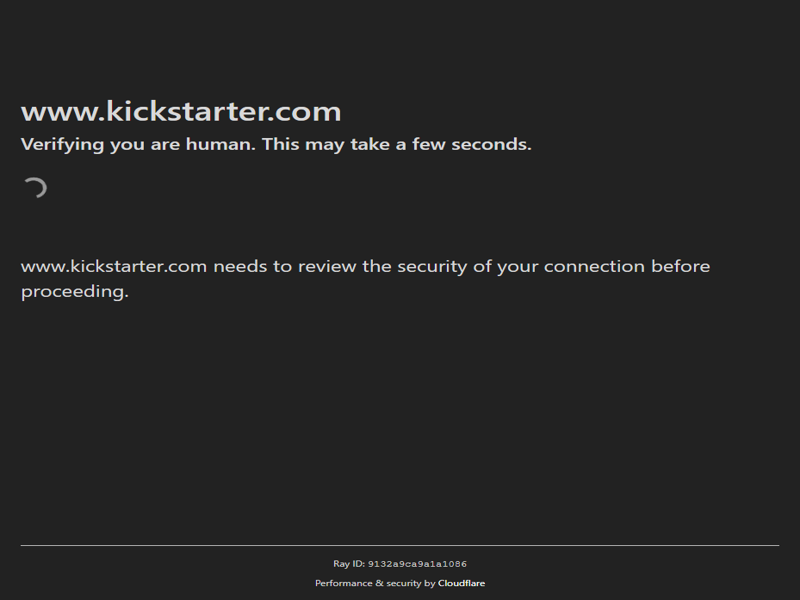 www.kickstarter.com
Verifying you are human. This may take a few seconds.
www.kickstarter.com needs to review the security of your connection before
proceeding.
Ray ID: 9132a9ca9a1a1086
Performance & security by Cloudflare